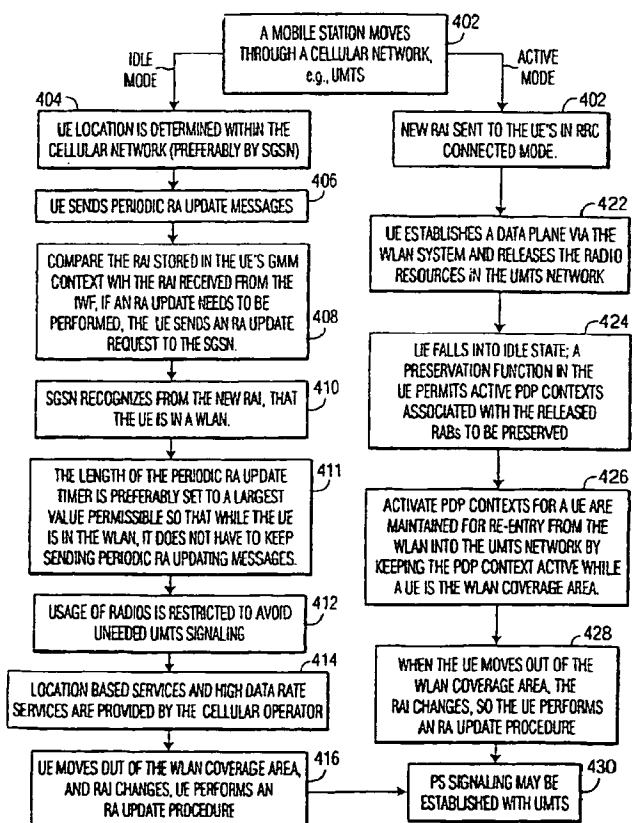 402
A MOBILE STATION MOVES
THROUGH A CELLULAR NETWORK,
e.g., UMTS
IDLE
MODE
ACTIVE
MODE
404
UE LOCATION IS DETERMINED WITHIN THE
CELLULAR NETWORK (PREFERABLY BY SGSN)
406
UE SENDS PERIODIC RA UPDATE MESSAGES
COMPARE THE RAI STORED IN THE UE'S GMM
CONTEXT WIH THE RAI RECEIVED FROM THE
IWF, IF AN RA UPDATE NEEDS TO BE
PERFORMED, THE UE SENDS AN RA UPDATE
REQUEST TO THE SGSN.
408
410
SGSN RECOGNIZES FROM THE NEW RAI, THAT
THE UE IS IN A WLAN.
411
THE LENGTH OF THE PERIODIC RA UPDATE
TIMER IS PREFERABLY SET TO A LARGEST
VALUE PERMISSIBLE SO THAT WHILE THE UE
IS IN THE WLAN, IT DOES NOT HAVE TO KEEP
SENDING PERIODIC RA UPDATING MESSAGES.
412
USAGE OF RADIOS IS RESTRICTED TO AVOID
UNEEDED UMTS SIGNALING
414
LOCATION BASED SERVICES AND HIGH DATA RATE
SERVICES ARE PROVIDED BY THE CELLULAR OPERATOR
416
UE MOVES OUT OF THE WLAN COVERAGE AREA,
AND RAI CHANGES, UE PERFORMS AN
RA UPDATE PROCEDURE
402
NEW RAI SENT TO THE UE'S IN RRC
CONNECTED MODE.
422
UE ESTABLISHES A DATA PLANE VIA THE
WLAN SYSTEM AND RELEASES THE RADIO
RESOURCES IN THE UMTS NETWORK
424
UE FALLS INTO IDLE STATE; A
PRESERVATION FUNCTION IN THE
UE PERMITS ACTIVE PDP CONTEXTS
ASSOCIATED WITH THE RELEASED
RABs TO BE PRESERVED
426
ACTIVATE PDP CONTEXTS FOR A UE ARE
MAINTAINED FOR RE-ENTRY FROM THE
WLAN INTO THE UMTS NETWORK BY
KEEPING THE PDP CONTEXT ACTIVE WHILE
A UE IS THE WLAN COVERAGE AREA.
428
WHEN THE UE MOVES OUT OF THE
WLAN COVERAGE AREA, THE
RAI CHANGES, SO THE UE PERFORMS
AN RA UPDATE PROCEDURE
430
PS SIGNALING MAY BE
ESTABLISHED WITH UMTS